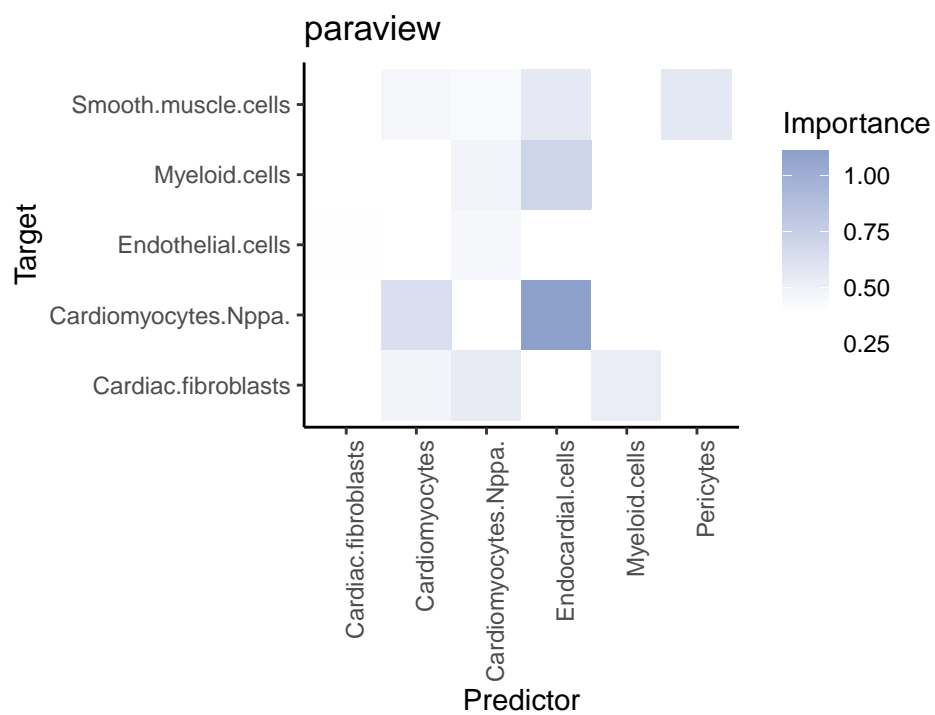 paraview
Target
Smooth.muscle.cells
Myeloid.cells
Endothelial.cells
Cardiomyocytes.Nppa.
Cardiac.fibroblasts
Cardiac.fibroblasts
Cardiomyocytes
Cardiomyocytes.Nppa.
Endocardial.cells
Myeloid.cells
Pericytes
Predictor
Importance
1.00
0.75
0.50
0.25